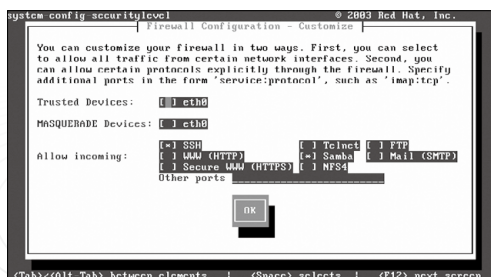 system-config-securitylevel © 2003 Red Hat, Inc.
Firewall Configuration - Customize
You can customize your firewall in two ways. First, you can select
to allow all traffic from certain network interfaces. Second, you
can allow certain protocols explicitly through the firewall. Specify
additional ports in the form 'service:protocol', such as 'imap:tcp'.
Trusted Devices: [ ] eth0
MASQUERADE Devices: [ ] eth0
[*] SSH [ ] Telnet [ ] FTP
Allow incoming: [ ] WWW (HTTP) [*] Samba [ ] Mail (SMTP)
[ ] Secure WWW (HTTPS) [ ] NFS4
Other ports
OK
<Tab>/<Alt-Tab> between elements | <Space> selects | <F12> next screen